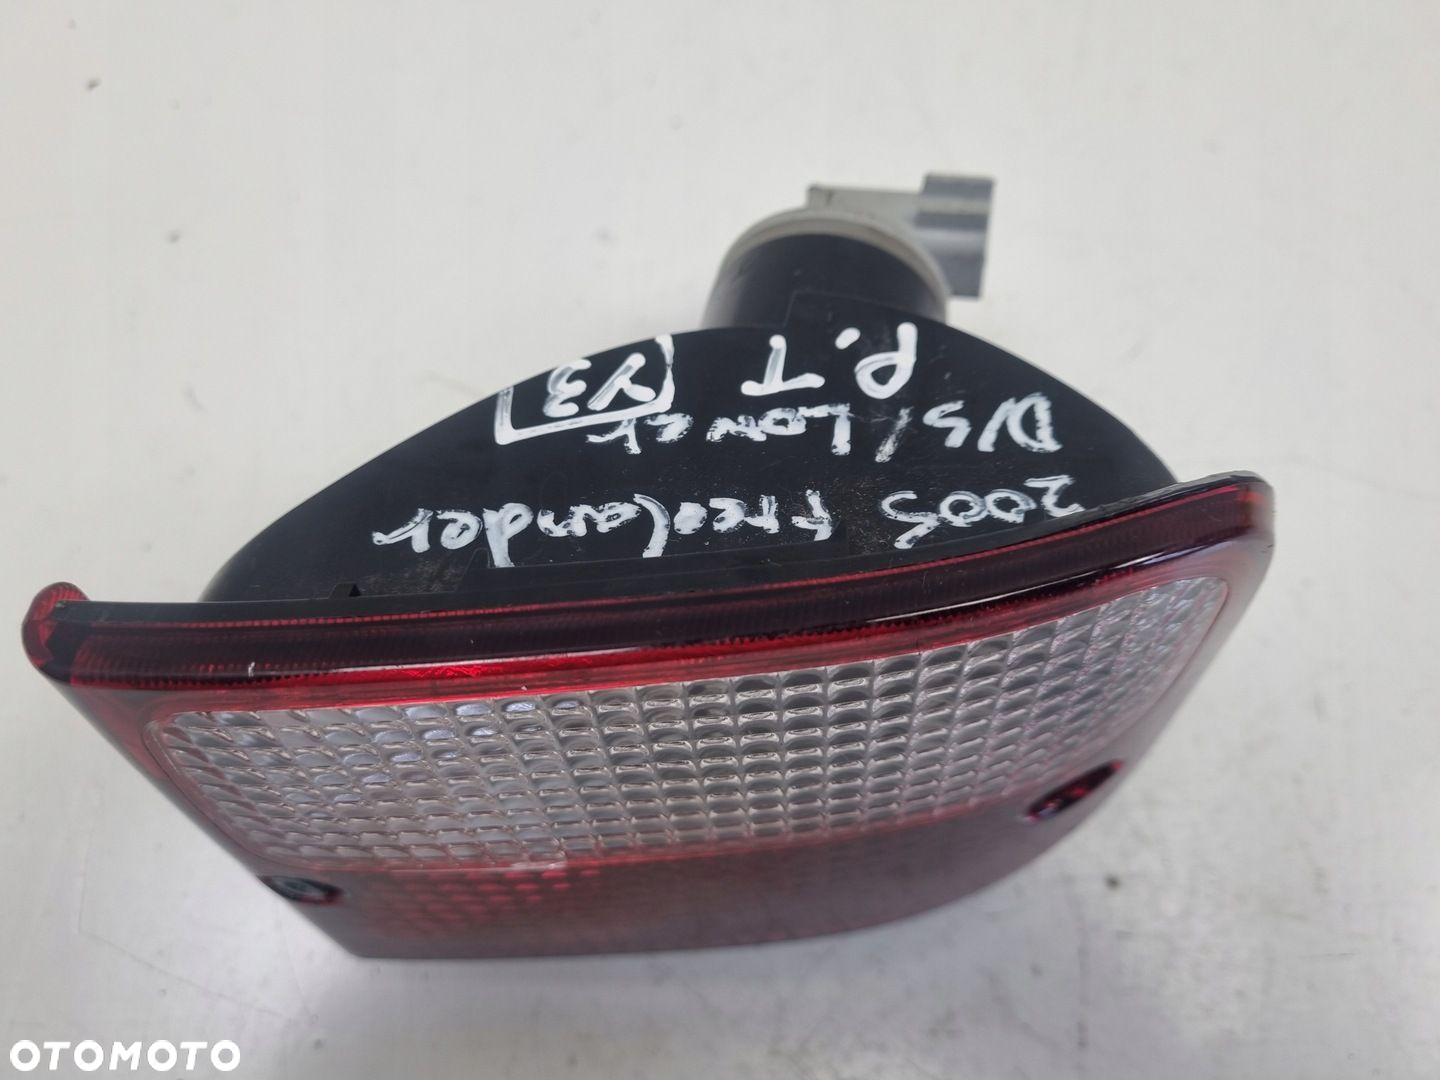 2005 Freelander
D/S/LOWER
P.T Y3
OTOMOTO